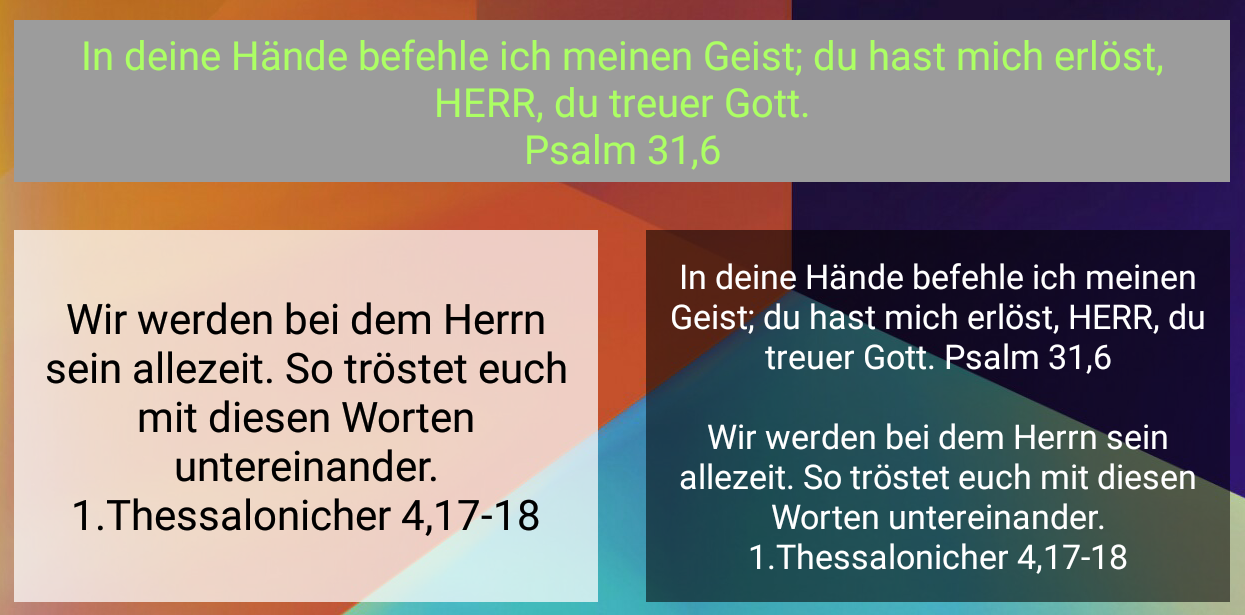 In deine Hände befehle ich meinen Geist; du hast mich erlöst,
HERR, du treuer Gott.
Psalm 31,6
Wir werden bei dem Herrn
sein allezeit. So tröstet euch
mit diesen Worten
untereinander.
1.Thessalonicher 4,17-18
In deine Hände befehle ich meinen
Geist; du hast mich erlöst, HERR, du
treuer Gott. Psalm 31,6
Wir werden bei dem Herrn sein
allezeit. So tröstet euch mit diesen
Worten untereinander.
1.Thessalonicher 4,17-18